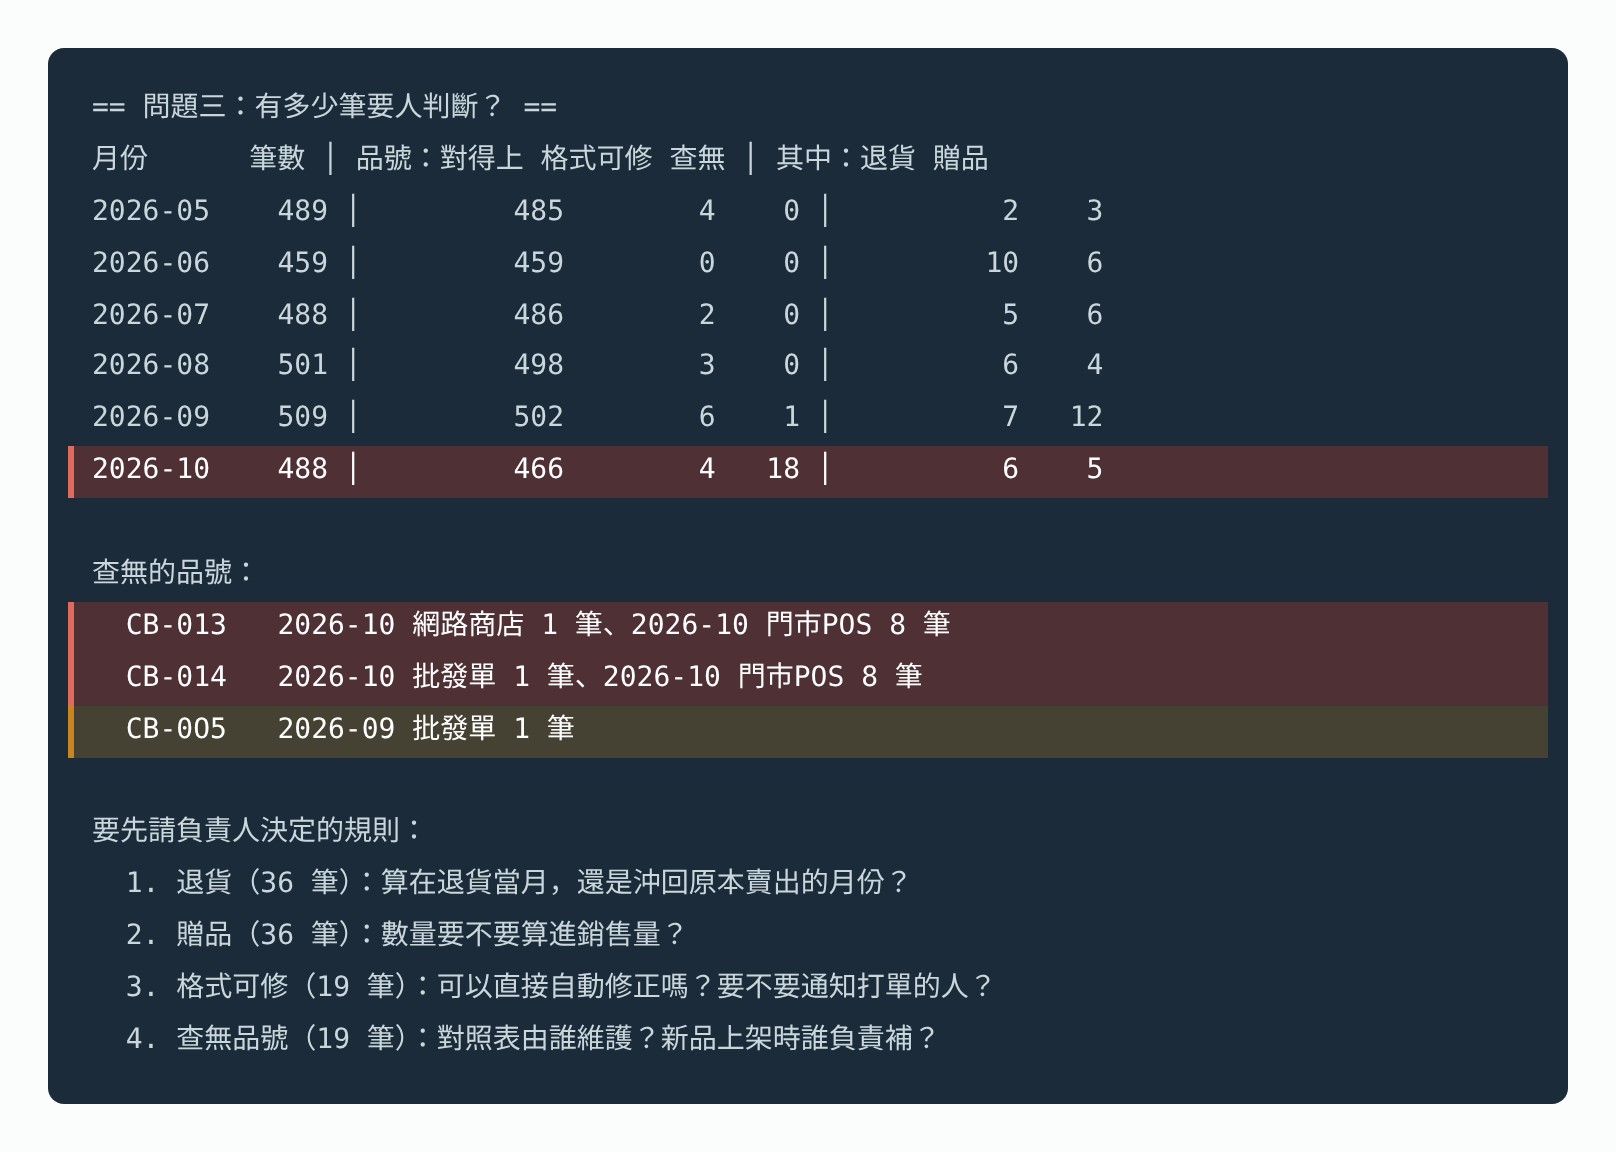 == 問題三：有多少筆要人判斷？ ==
月份 筆數 │ 品號：對得上 格式可修 查無 │ 其中：退貨 贈品
2026-05 489 │ 485 4 0 │ 2 3
2026-06 459 │ 459 0 0 │ 10 6
2026-07 488 │ 486 2 0 │ 5 6
2026-08 501 │ 498 3 0 │ 6 4
2026-09 509 │ 502 6 1 │ 7 12
2026-10 488 │ 466 4 18 │ 6 5
查無的品號：
CB-013 2026-10 網路商店 1 筆、2026-10 門市POS 8 筆
CB-014 2026-10 批發單 1 筆、2026-10 門市POS 8 筆
CB-0O5 2026-09 批發單 1 筆
要先請負責人決定的規則：
1. 退貨（36 筆）：算在退貨當月，還是沖回原本賣出的月份？
2. 贈品（36 筆）：數量要不要算進銷售量？
3. 格式可修（19 筆）：可以直接自動修正嗎？要不要通知打單的人？
4. 查無品號（19 筆）：對照表由誰維護？新品上架時誰負責補？